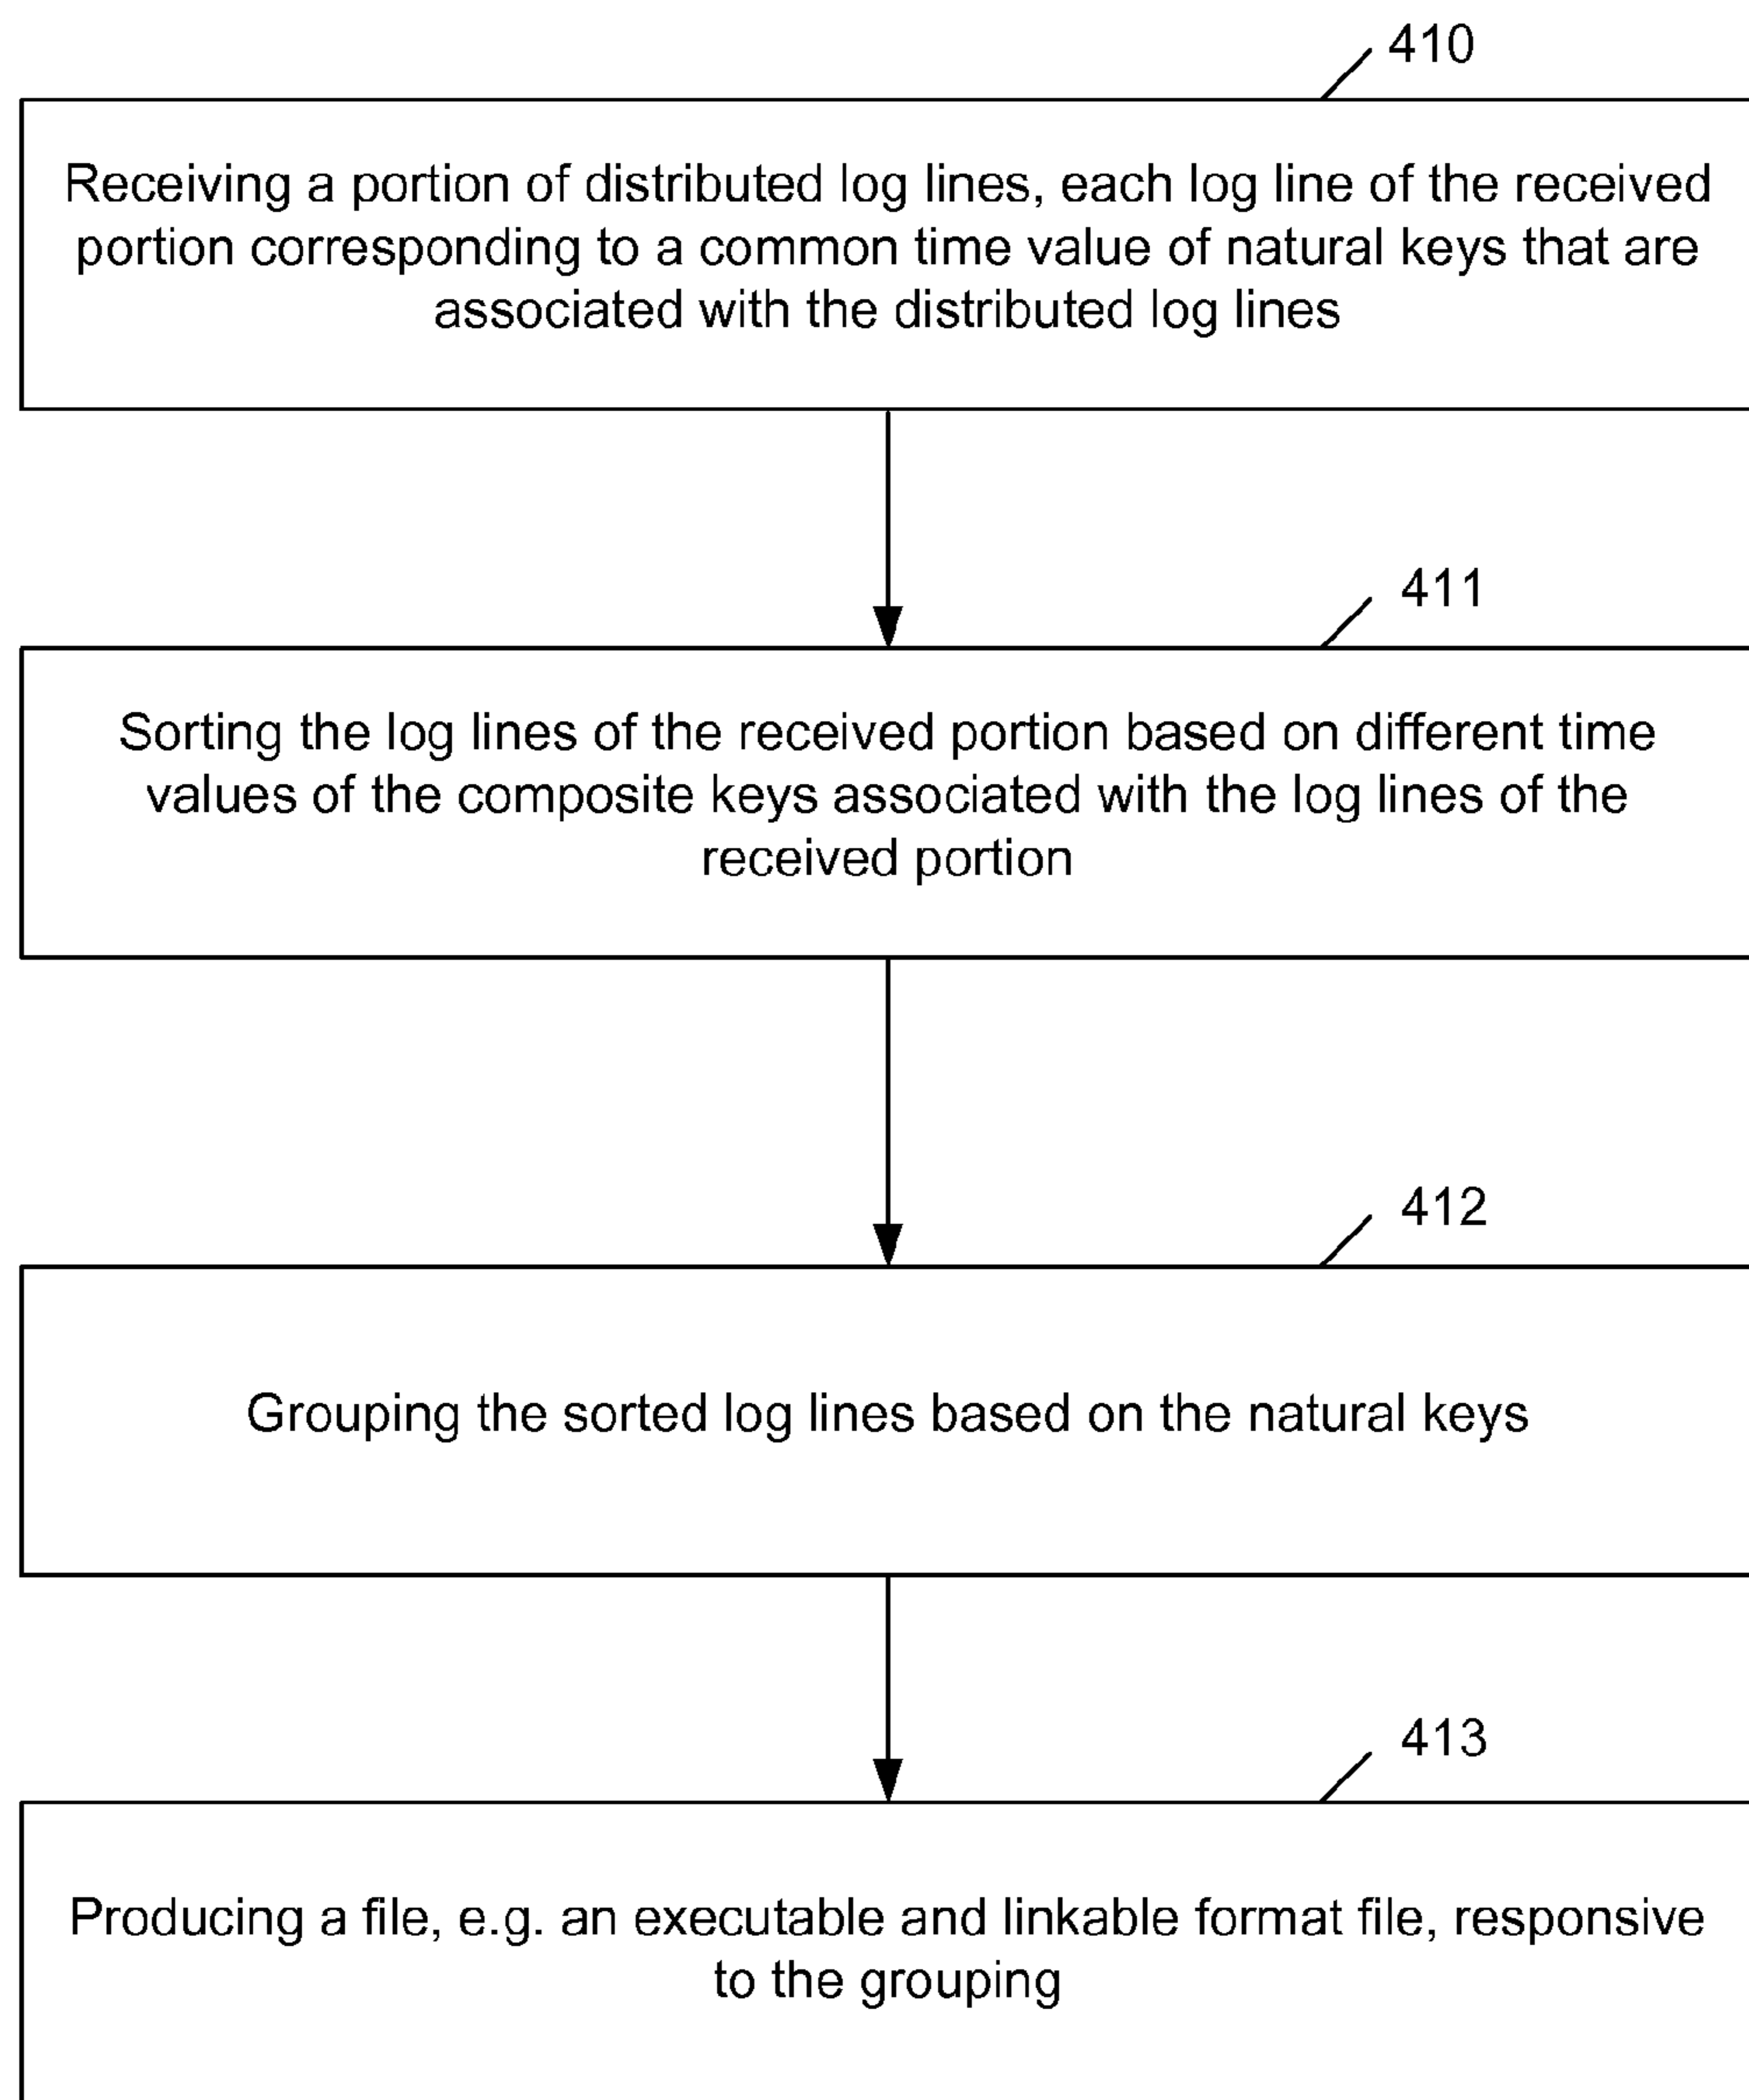 410
Receiving a portion of distributed log lines, each log line of the received
portion corresponding to a common time value of natural keys that are
associated with the distributed log lines
411
Sorting the log lines of the received portion based on different time
values of the composite keys associated with the log lines of the
received portion
412
Grouping the sorted log lines based on the natural keys
413
Producing a file, e.g. an executable and linkable format file, responsive
to the grouping